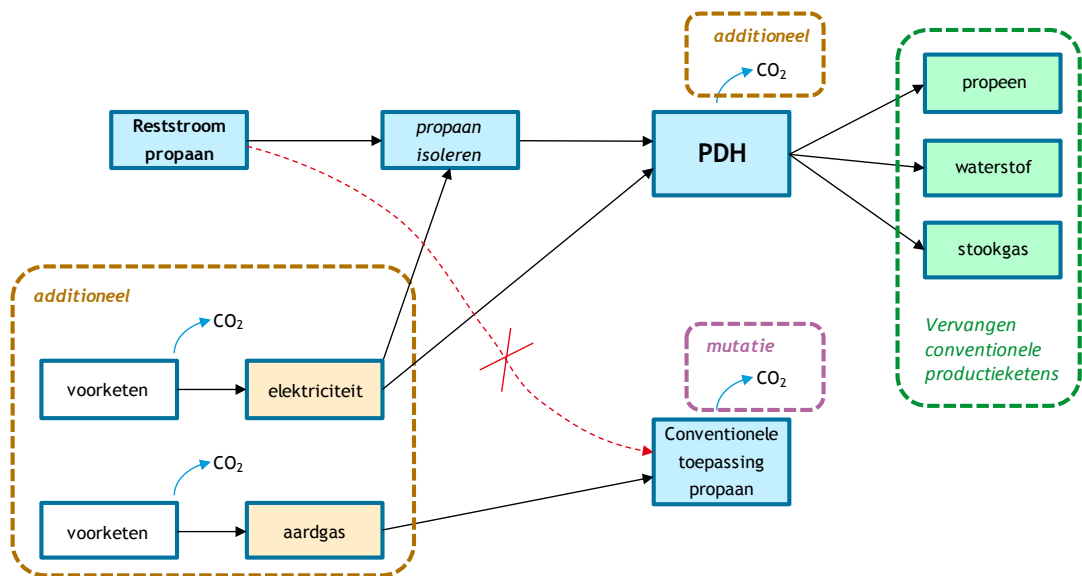 additioneel
CO₂
propeen
Reststroom
propaan
propaan
isoleren
PDH
waterstof
stookgas
additioneel
CO₂
voorketen
elektriciteit
mutatie
CO₂
Vervangen
conventionele
productieketens
CO₂
voorketen
aardgas
Conventionele
toepassing
propaan